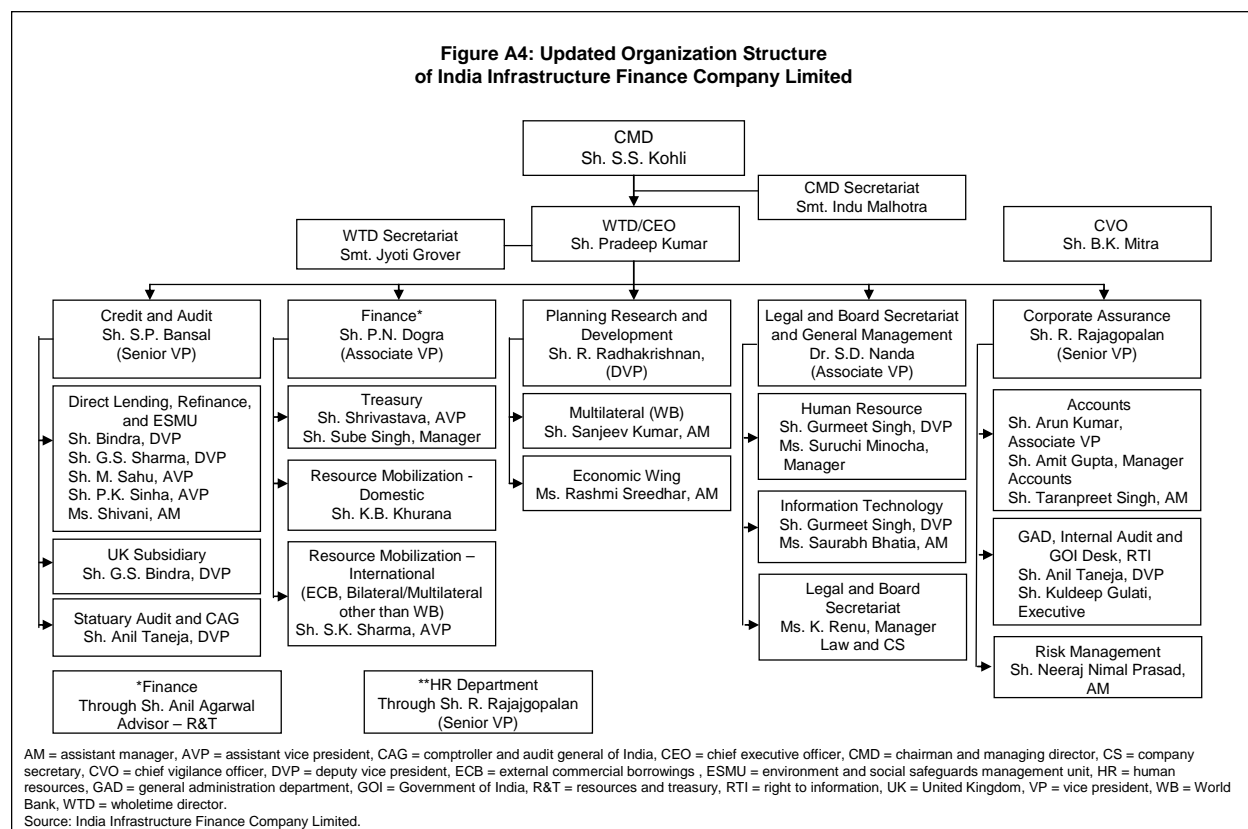 Figure A4: Updated Organization Structure
of India Infrastructure Finance Company Limited
CMD
Sh. S.S. Kohli
CMD Secretariat
Smt. Indu Malhotra
WTD Secretariat
Smt. Jyoti Grover
WTD/CEO
Sh. Pradeep Kumar
CVO
Sh. B.K. Mitra
Credit and Audit
Sh. S.P. Bansal
(Senior VP)
Direct Lending, Refinance,
and ESMU
Sh. Bindra, DVP
Sh. G.S. Sharma, DVP
Sh. M. Sahu, AVP
Sh. P.K. Sinha, AVP
Ms. Shivani, AM
UK Subsidiary
Sh. G.S. Bindra, DVP
Statuary Audit and CAG
Sh. Anil Taneja, DVP
Finance*
Sh. P.N. Dogra
(Associate VP)
Treasury
Sh. Shrivastava, AVP
Sh. Sube Singh, Manager
Resource Mobilization -
Domestic
Sh. K.B. Khurana
Resource Mobilization –
International
(ECB, Bilateral/Multilateral
other than WB)
Sh. S.K. Sharma, AVP
Planning Research and
Development
Sh. R. Radhakrishnan,
(DVP)
Multilateral (WB)
Sh. Sanjeev Kumar, AM
Economic Wing
Ms. Rashmi Sreedhar, AM
Legal and Board Secretariat
and General Management
Dr. S.D. Nanda
(Associate VP)
Human Resource
Sh. Gurmeet Singh, DVP
Ms. Suruchi Minocha,
Manager
Information Technology
Sh. Gurmeet Singh, DVP
Ms. Saurabh Bhatia, AM
Legal and Board
Secretariat
Ms. K. Renu, Manager
Law and CS
Corporate Assurance
Sh. R. Rajagopalan
(Senior VP)
Accounts
Sh. Arun Kumar,
Associate VP
Sh. Amit Gupta, Manager
Accounts
Sh. Taranpreet Singh, AM
GAD, Internal Audit and
GOI Desk, RTI
Sh. Anil Taneja, DVP
Sh. Kuldeep Gulati,
Executive
Risk Management
Sh. Neeraj Nimal Prasad,
AM
*Finance
Through Sh. Anil Agarwal
Advisor – R&T
**HR Department
Through Sh. R. Rajajgopalan
(Senior VP)
AM = assistant manager, AVP = assistant vice president, CAG = comptroller and audit general of India, CEO = chief executive officer, CMD = chairman and managing director, CS = company
secretary, CVO = chief vigilance officer, DVP = deputy vice president, ECB = external commercial borrowings , ESMU = environment and social safeguards management unit, HR = human
resources, GAD = general administration department, GOI = Government of India, R&T = resources and treasury, RTI = right to information, UK = United Kingdom, VP = vice president, WB = World
Bank, WTD = wholetime director.
Source: India Infrastructure Finance Company Limited.